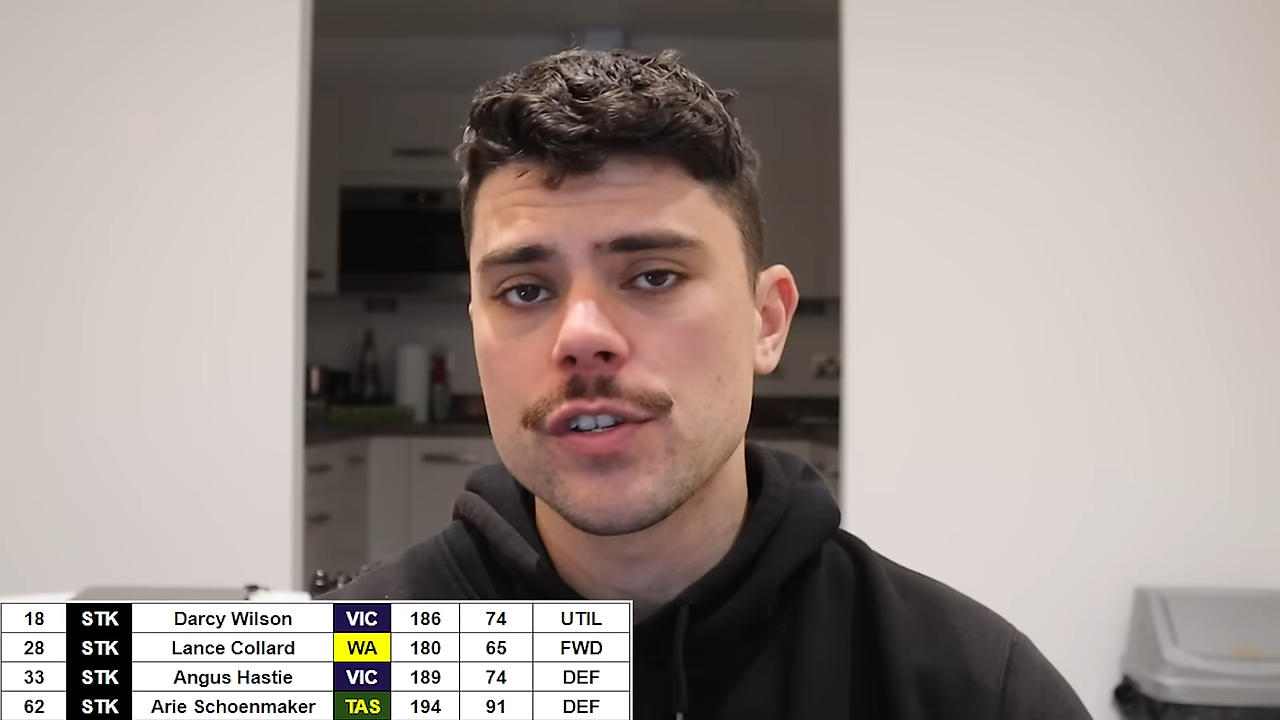 18 STK Darcy Wilson VIC 186 74 UTIL
28 STK Lance Collard WA 180 65 FWD
33 STK Angus Hastie VIC 189 74 DEF
62 STK Arie Schoenmaker TAS 194 91 DEF